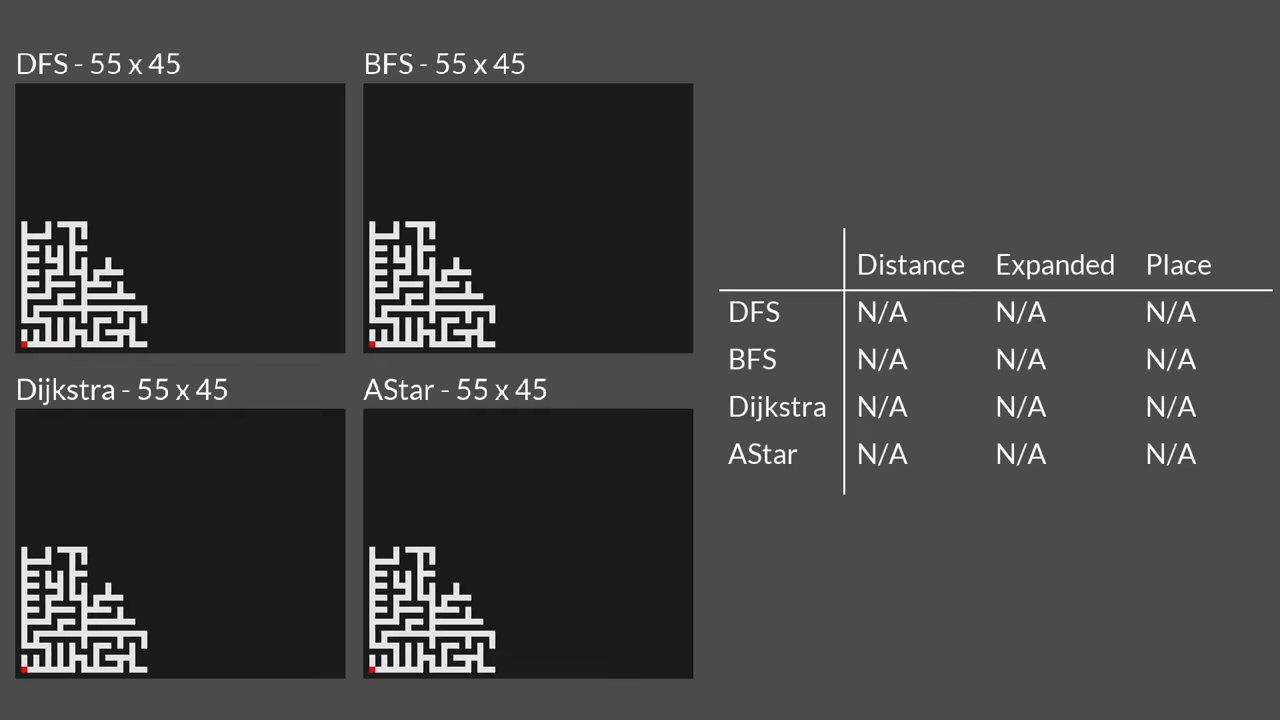 DFS - 55 x 45
BFS - 55 x 45
Dijkstra - 55 x 45
AStar - 55 x 45
Distance Expanded Place
DFS N/A N/A N/A
BFS N/A N/A N/A
Dijkstra N/A N/A N/A
AStar N/A N/A N/A